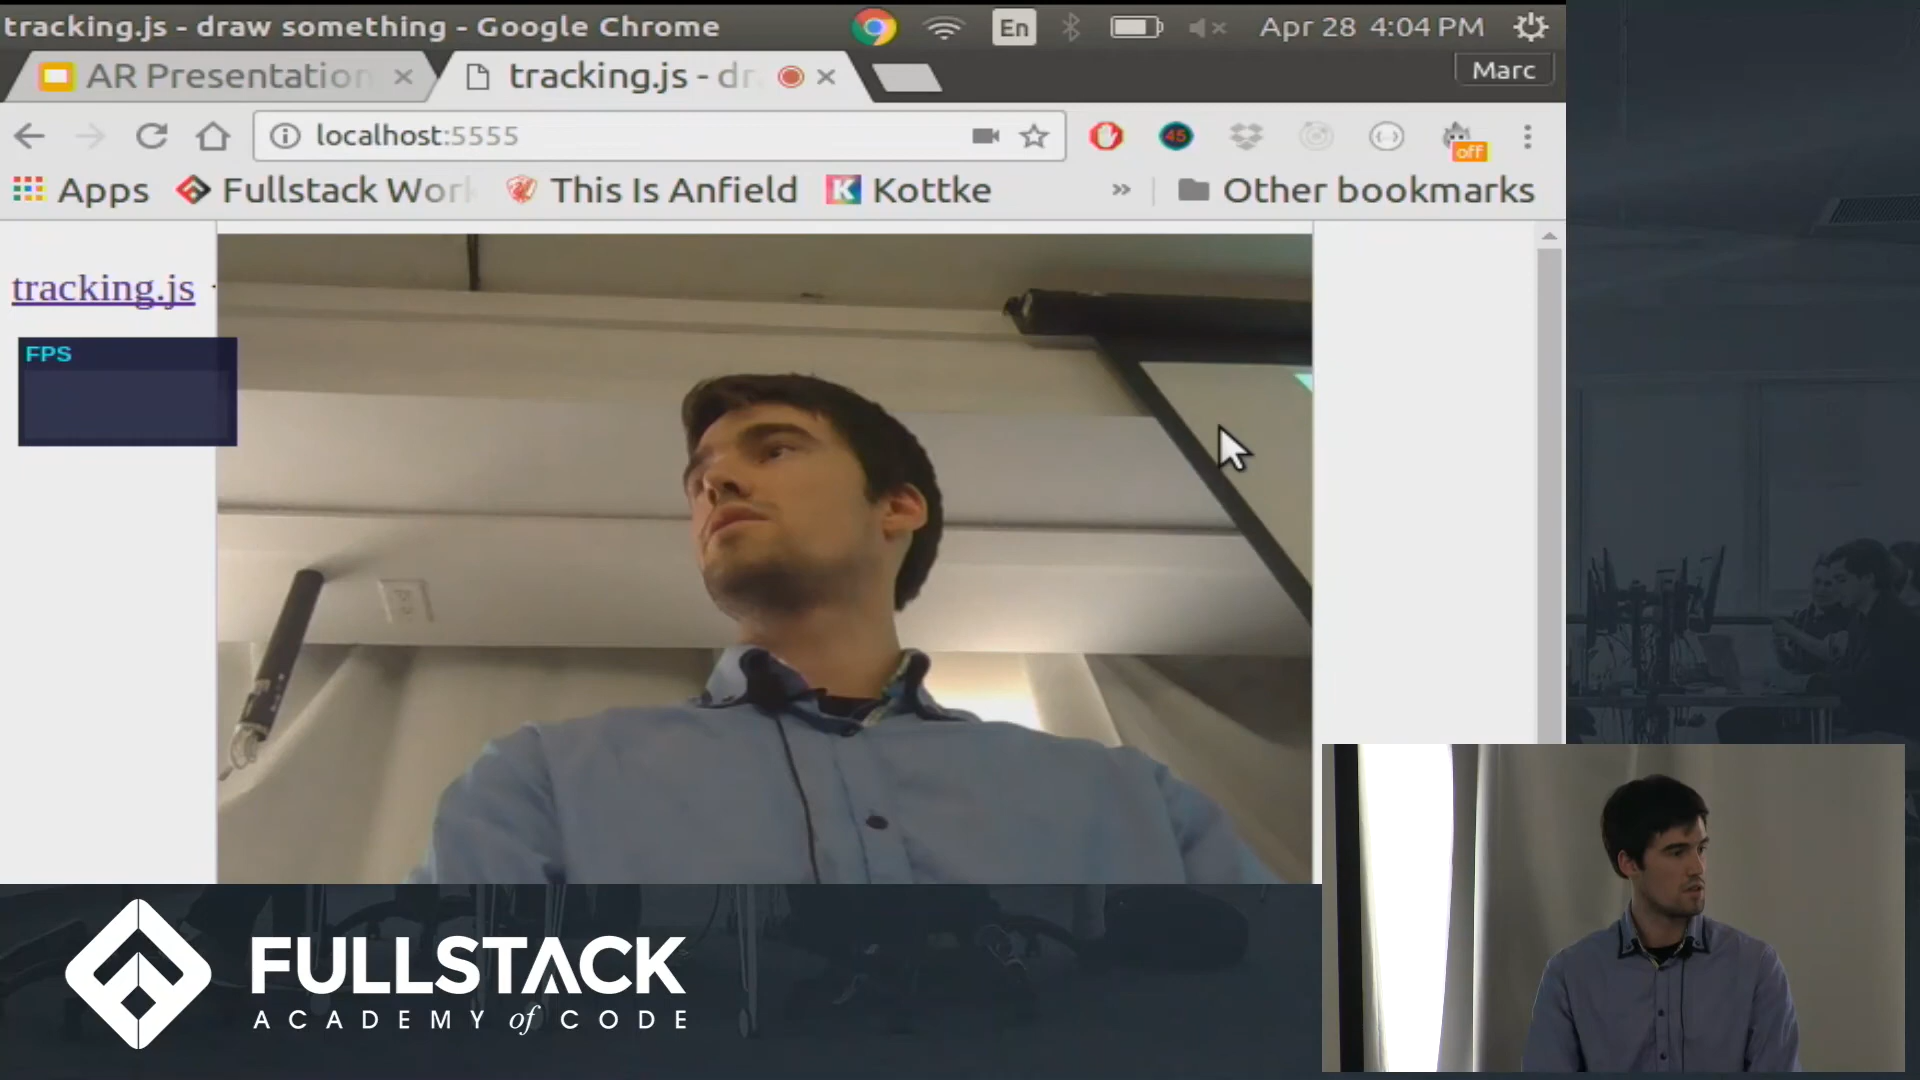 tracking.js - draw something - Google Chrome
En
Apr 28 4:04 PM
AR Presentation
tracking.js - dr
Marc
localhost:5555
45
off
Apps
Fullstack Wor
This Is Anfield
K
Kottke
»
Other bookmarks
tracking.js
FPS
FULLSTACK
ACADEMY of CODE